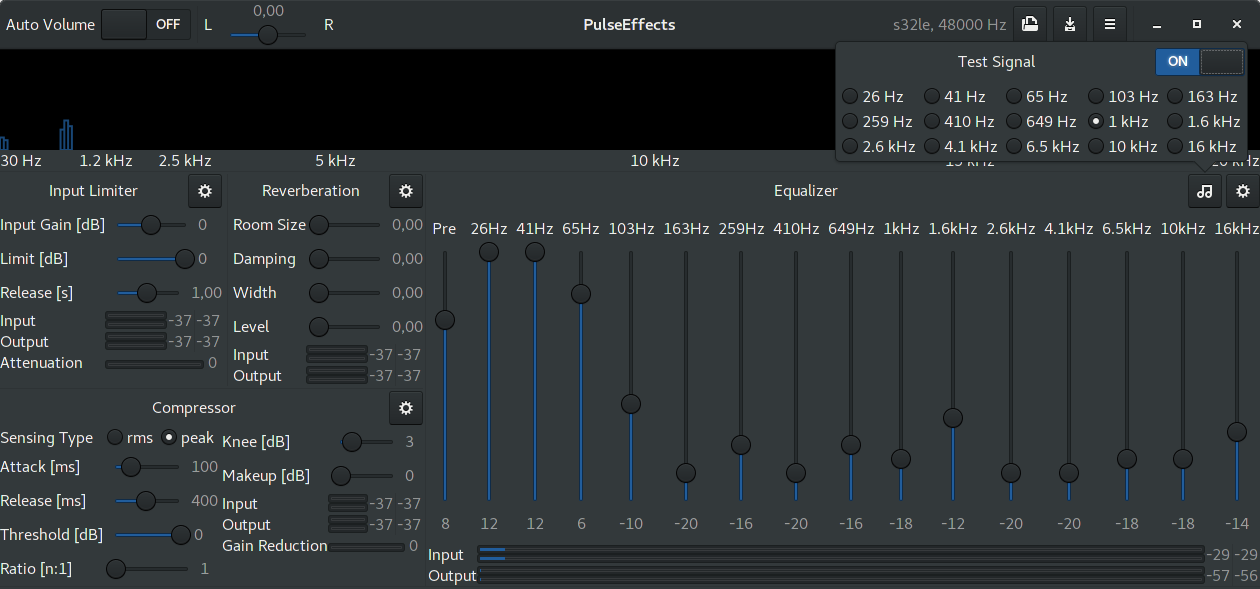 Auto Volume OFF L 0,00 R PulseEffects s32le, 48000 Hz
Test Signal ON
26 Hz 41 Hz 65 Hz 103 Hz 163 Hz
259 Hz 410 Hz 649 Hz 1 kHz 1.6 kHz
2.6 kHz 4.1 kHz 6.5 kHz 10 kHz 16 kHz
30 Hz 1.2 kHz 2.5 kHz 5 kHz 10 kHz
Input Limiter
Input Gain [dB] 0
Limit [dB] 0
Release [s] 1,00
Input -37 -37
Output -37 -37
Attenuation 0
Reverberation
Room Size 0,00
Damping 0,00
Width 0,00
Level 0,00
Input -37 -37
Output -37 -37
Compressor
Sensing Type rms peak
Attack [ms] 100
Release [ms] 400
Threshold [dB] 0
Ratio [n:1] 1
Knee [dB] 3
Makeup [dB] 0
Input -37 -37
Output -37 -37
Gain Reduction 0
Equalizer
Pre 26Hz 41Hz 65Hz 103Hz 163Hz 259Hz 410Hz 649Hz 1kHz 1.6kHz 2.6kHz 4.1kHz 6.5kHz 10kHz 16kHz
8 12 12 6 -10 -20 -16 -20 -16 -18 -12 -20 -20 -18 -18 -14
Input -29 -29
Output -57 -56